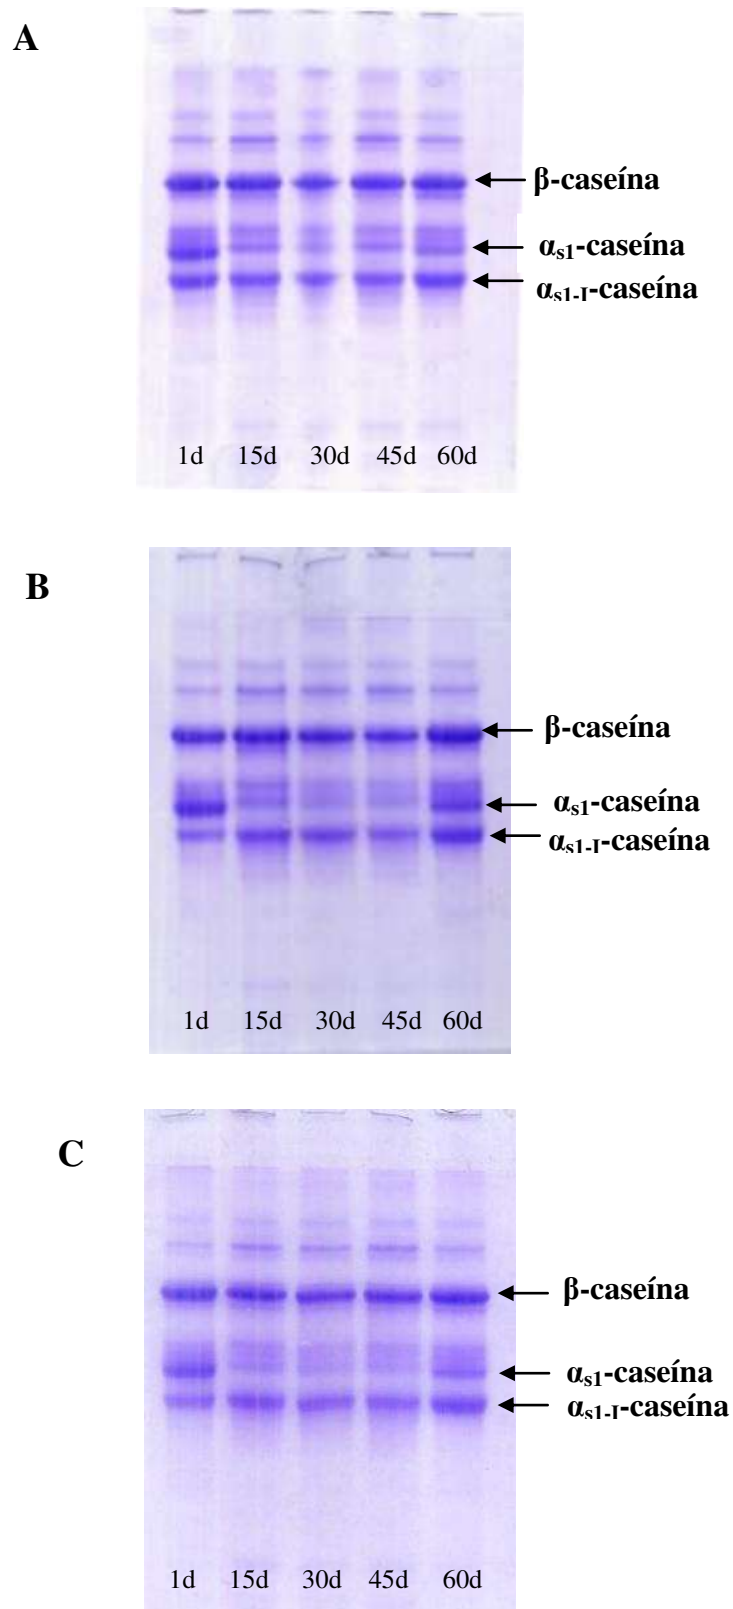 A
β-caseína
αs1-caseína
αs1-I-caseína
1d 15d 30d 45d 60d
B
β-caseína
αs1-caseína
αs1-I-caseína
1d 15d 30d 45d 60d
C
β-caseína
αs1-caseína
αs1-I-caseína
1d 15d 30d 45d 60d